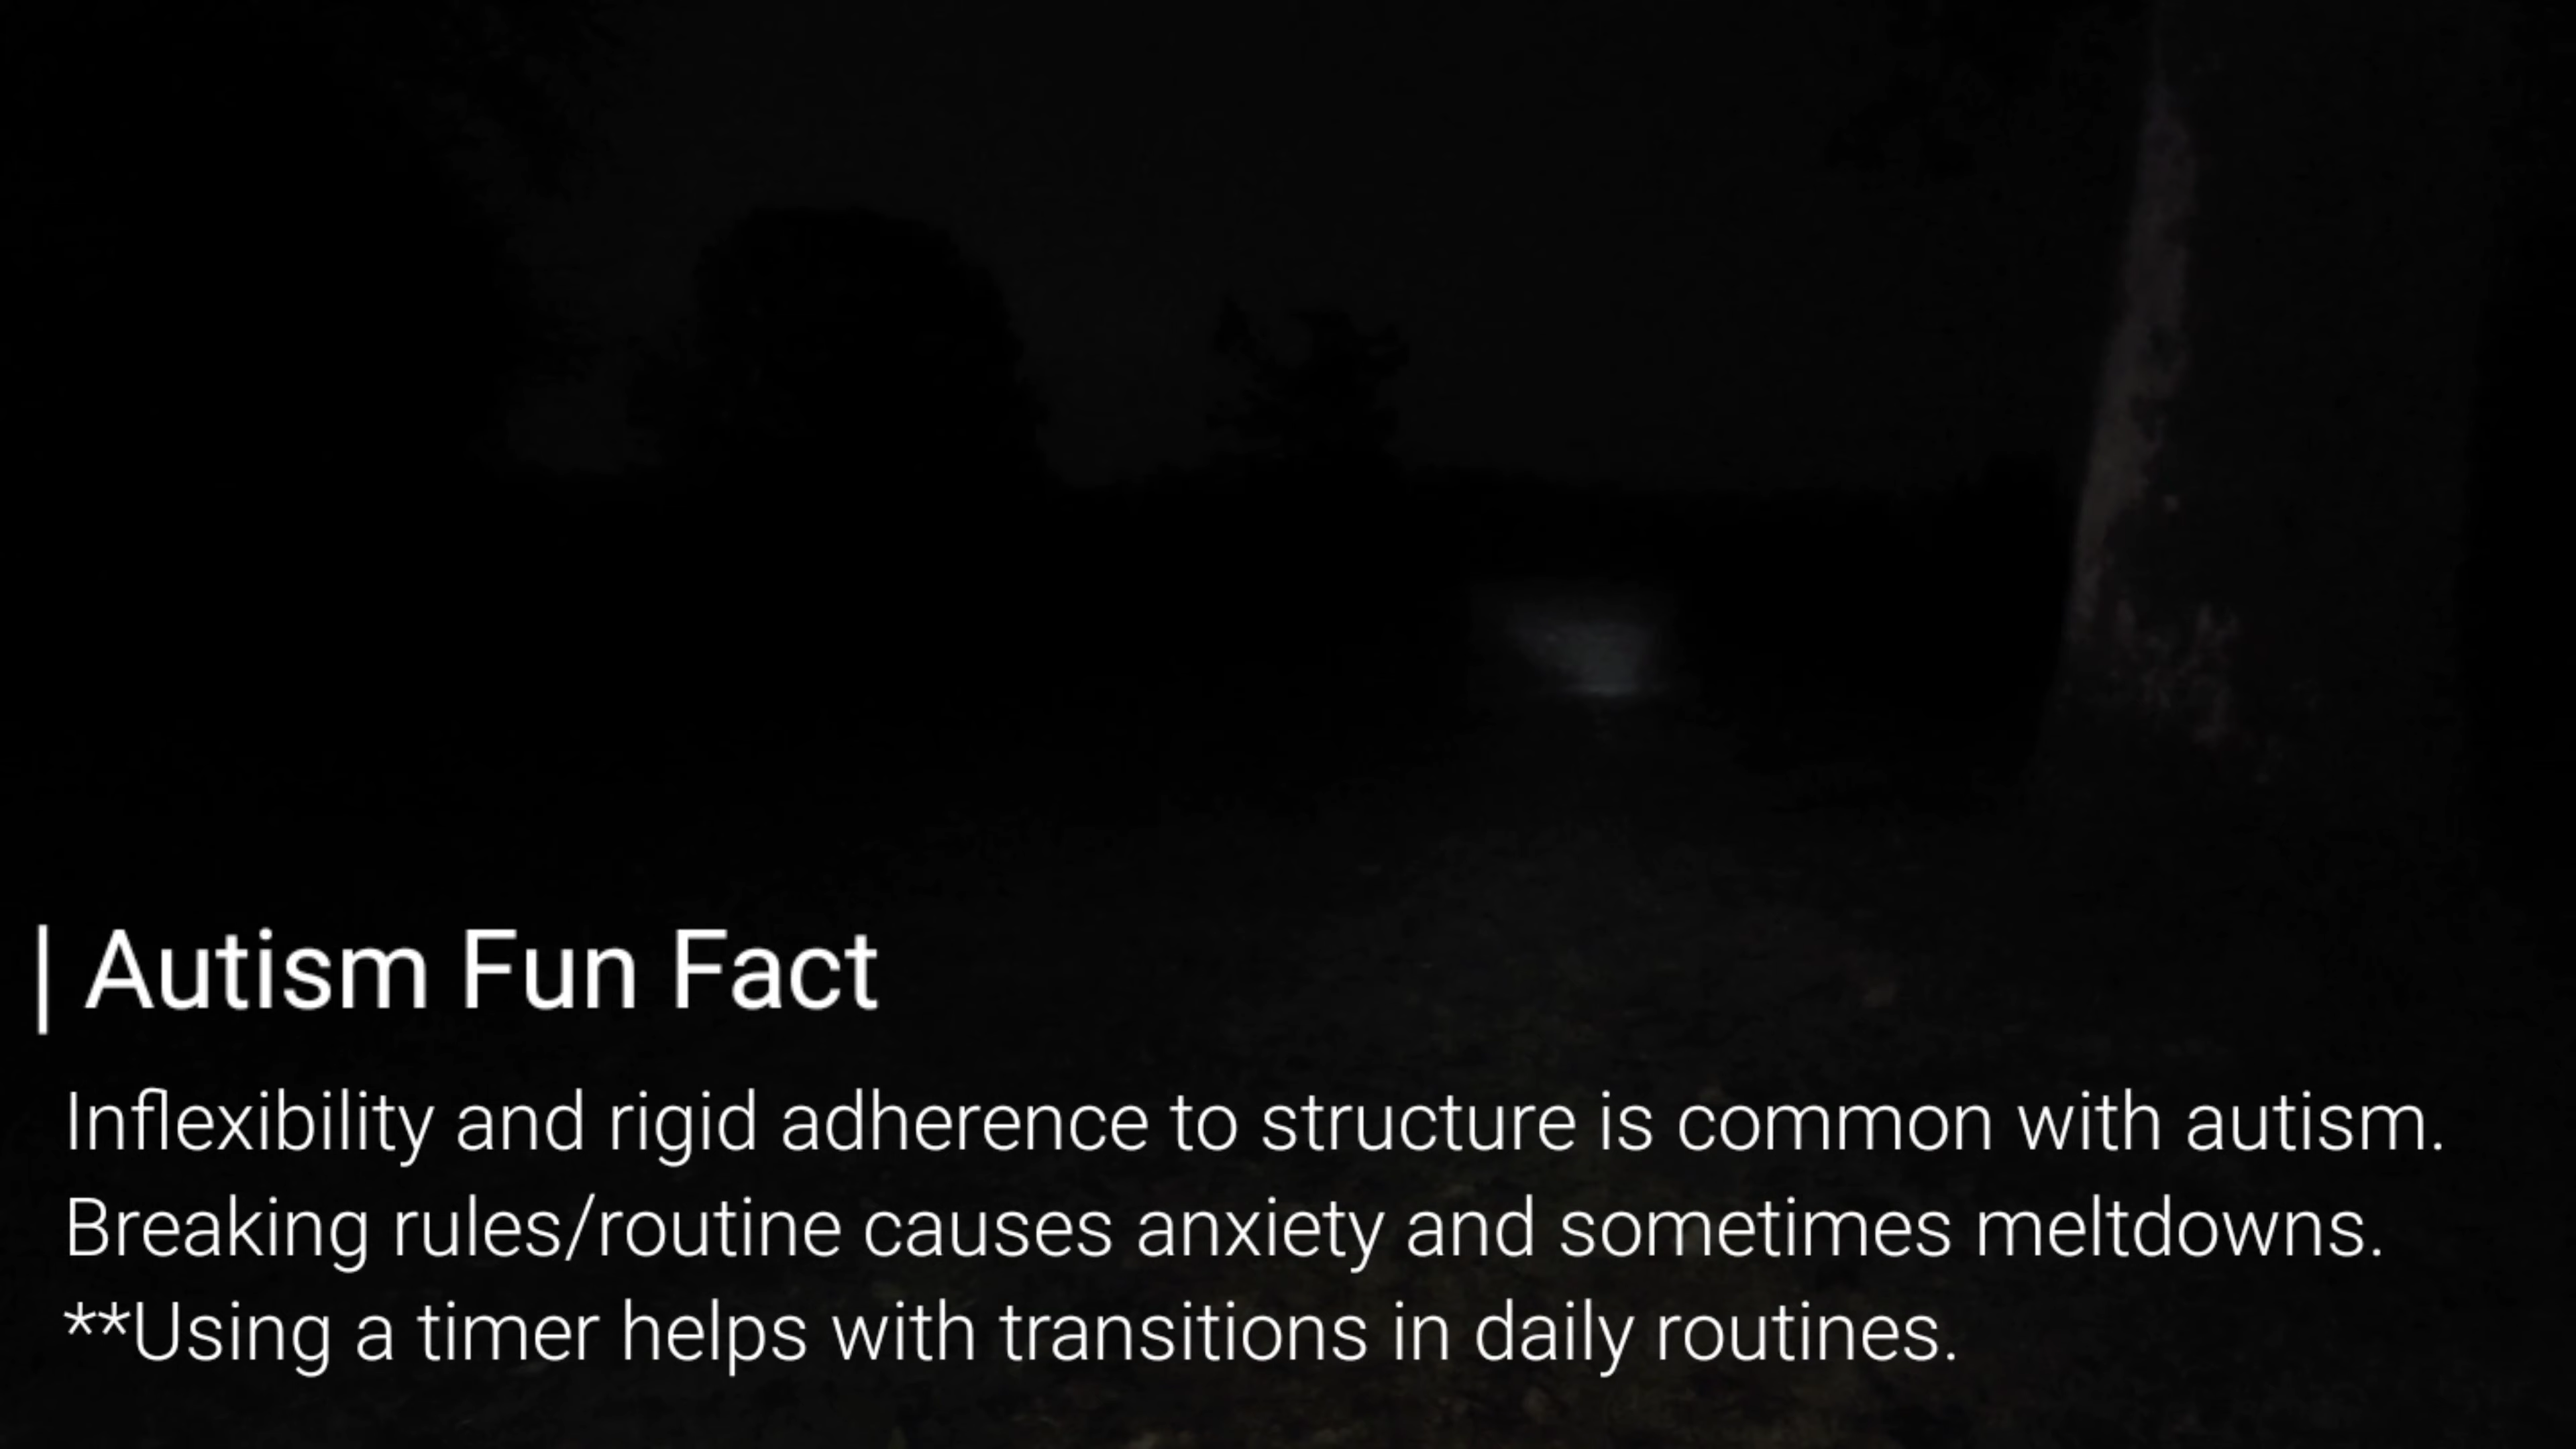 | Autism Fun Fact
Inflexibility and rigid adherence to structure is common with autism.
Breaking rules/routine causes anxiety and sometimes meltdowns.
**Using a timer helps with transitions in daily routines.